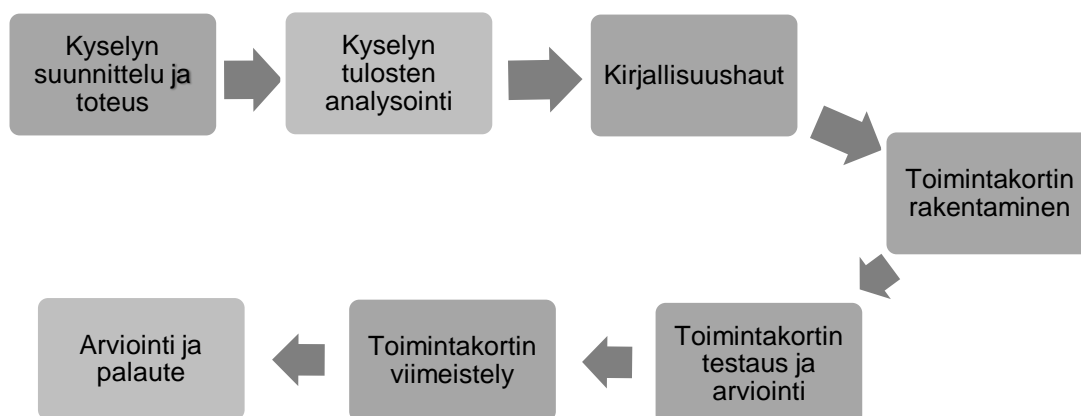 Kyselyn
suunnittelu ja
toteus
Kyselyn
tulosten
analysointi
Kirjallisuushaut
Toimintakortin
rakentaminen
Toimintakortin
testaus ja
arviointi
Toimintakortin
viimeistely
Arviointi ja
palaute